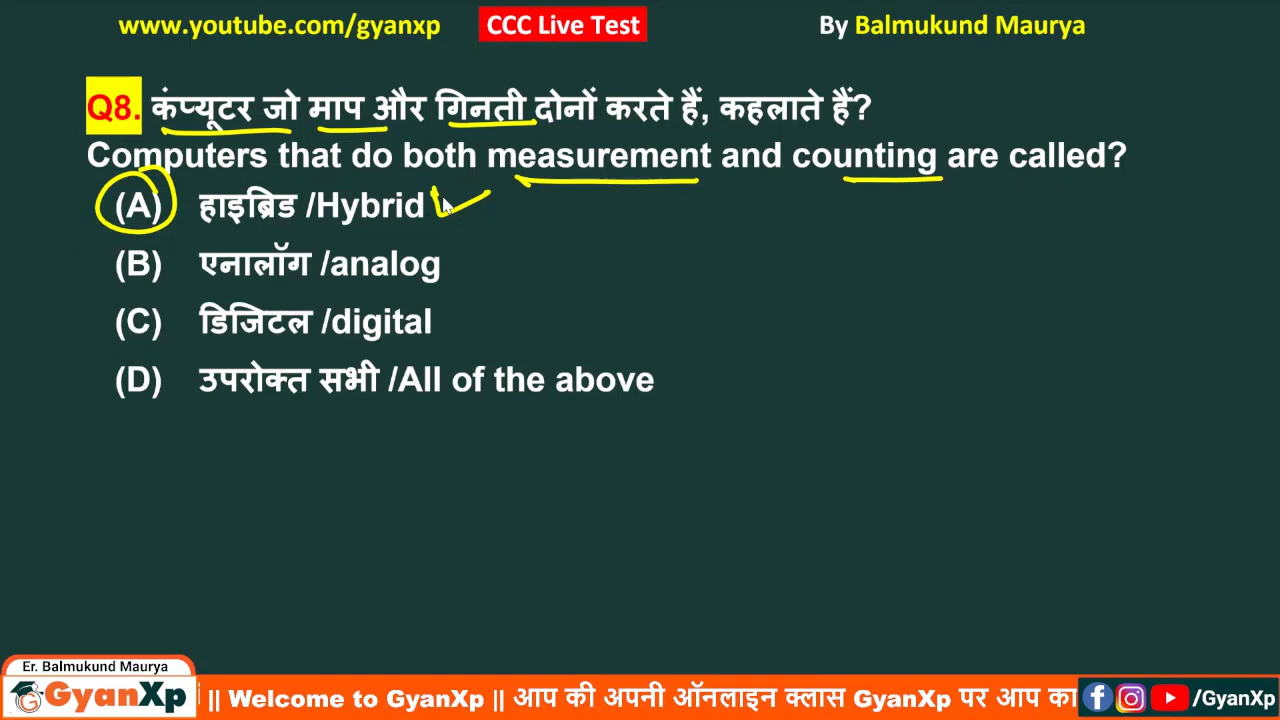 www.youtube.com/gyanxp CCC Live Test By Balmukund Maurya
Q8. कंप्यूटर जो माप और गिनती दोनों करते हैं, कहलाते हैं?
Computers that do both measurement and counting are called?
(A) हाइब्रिड /Hybrid
(B) एनालॉग /analog
(C) डिजिटल /digital
(D) उपरोक्त सभी /All of the above
Er. Balmukund Maurya
GyanXp || Welcome to GyanXp || आप की अपनी ऑनलाइन क्लास GyanXp पर आप का /GyanXp